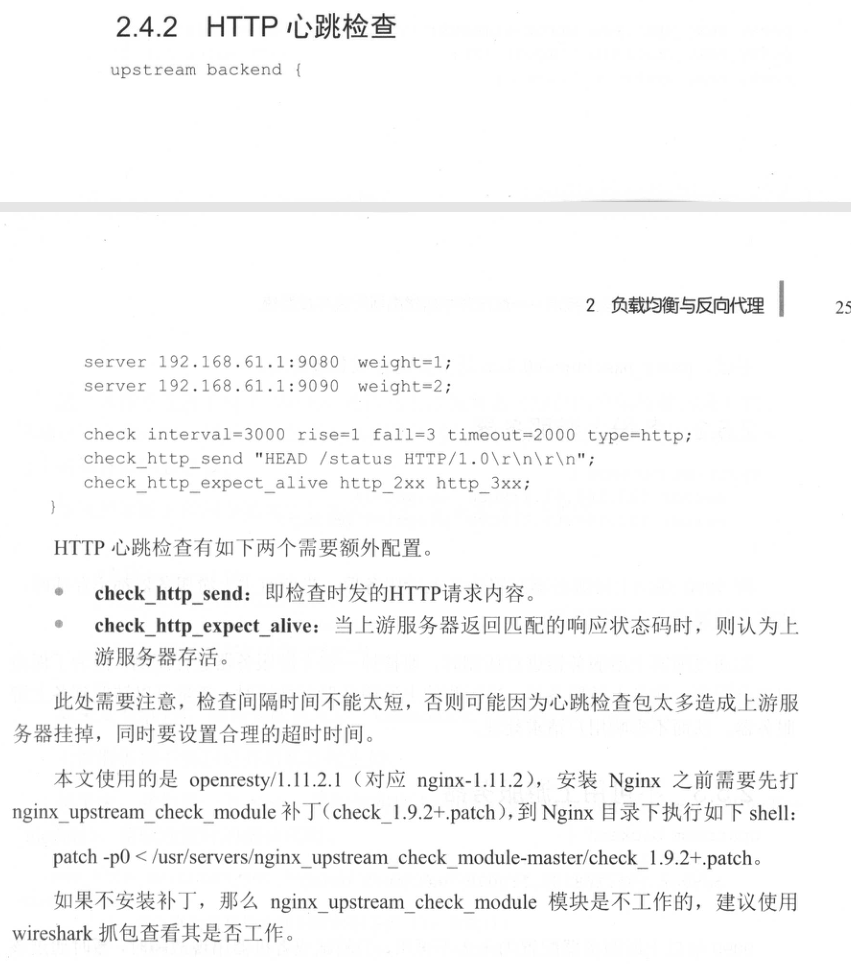 2.4.2 HTTP 心跳检查
upstream backend {
2 负载均衡与反向代理 25
server 192.168.61.1:9080 weight=1;
server 192.168.61.1:9090 weight=2;
check interval=3000 rise=1 fall=3 timeout=2000 type=http;
check_http_send "HEAD /status HTTP/1.0\r\n\r\n";
check_http_expect_alive http_2xx http_3xx;
}
HTTP 心跳检查有如下两个需要额外配置。
• check_http_send：即检查时发的HTTP请求内容。
• check_http_expect_alive：当上游服务器返回匹配的响应状态码时，则认为上
游服务器存活。
此处需要注意，检查间隔时间不能太短，否则可能因为心跳检查包太多造成上游服
务器挂掉，同时要设置合理的超时时间。
本文使用的是 openresty/1.11.2.1（对应 nginx-1.11.2），安装 Nginx 之前需要先打
nginx_upstream_check_module 补丁（check_1.9.2+.patch），到 Nginx 目录下执行如下 shell：
patch -p0 < /usr/servers/nginx_upstream_check_module-master/check_1.9.2+.patch。
如果不安装补丁，那么 nginx_upstream_check_module 模块是不工作的，建议使用
wireshark 抓包查看其是否工作。